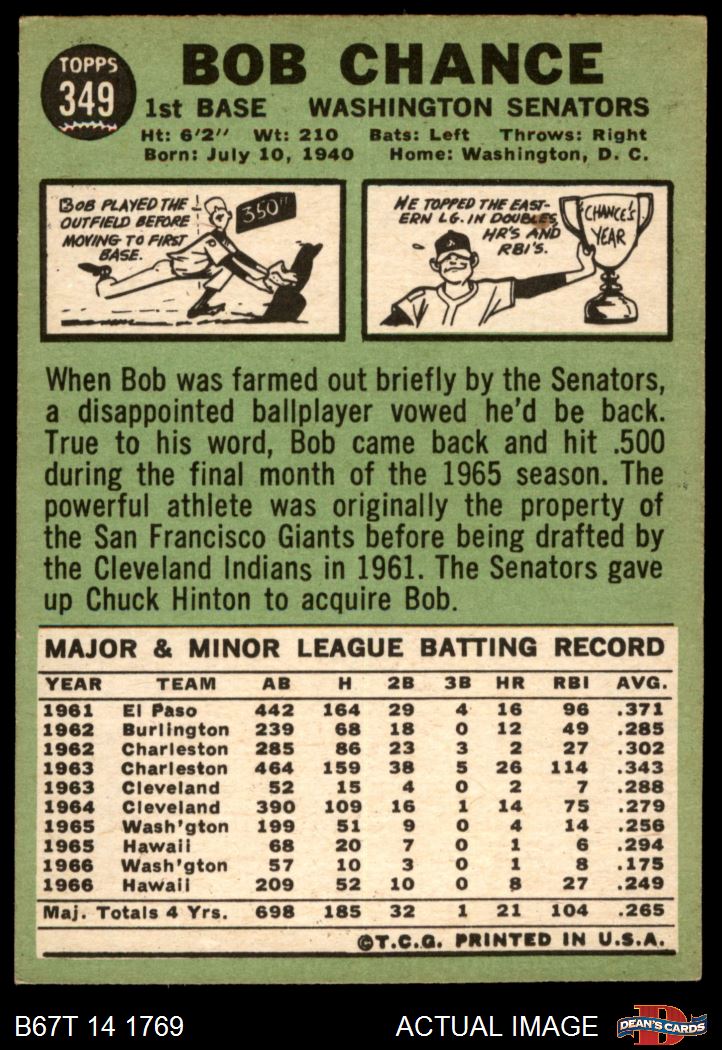 TOPPS
349
BOB CHANCE
1st BASE WASHINGTON SENATORS
Ht: 6'2" Wt: 210 Bats: Left Throws: Right
Born: July 10, 1940 Home: Washington, D. C.
BOB PLAYED THE
OUTFIELD BEFORE
MOVING TO FIRST
BASE.
350"
HE TOPPED THE EAST-
ERN LG. IN DOUBLES,
HR'S AND
RBI'S.
CHANCE'S
YEAR
When Bob was farmed out briefly by the Senators,
a disappointed ballplayer vowed he'd be back.
True to his word, Bob came back and hit .500
during the final month of the 1965 season. The
powerful athlete was originally the property of
the San Francisco Giants before being drafted by
the Cleveland Indians in 1961. The Senators gave
up Chuck Hinton to acquire Bob.
MAJOR & MINOR LEAGUE BATTING RECORD
YEAR TEAM AB H 2B 3B HR RBI AVG.
1961 El Paso 442 164 29 4 16 96 .371
1962 Burlington 239 68 18 0 12 49 .285
1962 Charleston 285 86 23 3 2 27 .302
1963 Charleston 464 159 38 5 26 114 .343
1963 Cleveland 52 15 4 0 2 7 .288
1964 Cleveland 390 109 16 1 14 75 .279
1965 Wash'gton 199 51 9 0 4 14 .256
1965 Hawaii 68 20 7 0 1 6 .294
1966 Wash'gton 57 10 3 0 1 8 .175
1966 Hawaii 209 52 10 0 8 27 .249
Maj. Totals 4 Yrs. 698 185 32 1 21 104 .265
©T.C.G. PRINTED IN U.S.A.
B67T 14 1769 ACTUAL IMAGE
D
DEAN'S CARDS